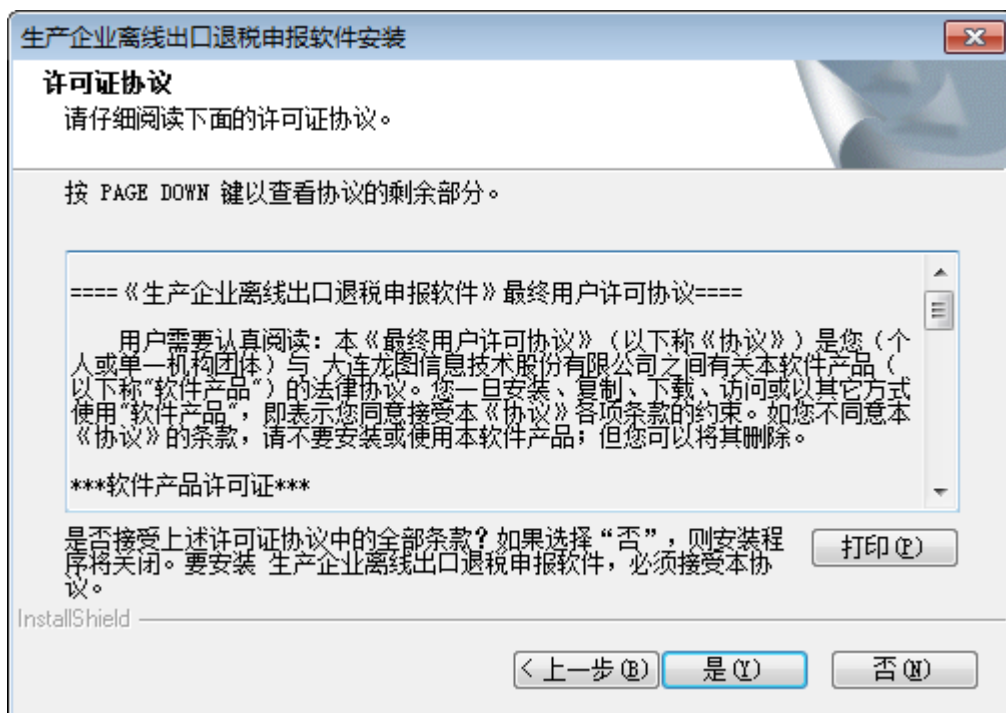 生产企业离线出口退税申报软件安装
许可证协议
请仔细阅读下面的许可证协议。
按 PAGE DOWN 键以查看协议的剩余部分。
====《生产企业离线出口退税申报软件》最终用户许可协议====
用户需要认真阅读：本《最终用户许可协议》（以下称《协议》）是您（个
人或单一机构团体）与 大连龙图信息技术股份有限公司之间有关本软件产品（
以下称"软件产品"）的法律协议。您一旦安装、复制、下载、访问或以其它方式
使用"软件产品"，即表示您同意接受本《协议》各项条款的约束。如您不同意本
《协议》的条款，请不要安装或使用本软件产品；但您可以将其删除。
***软件产品许可证***
是否接受上述许可证协议中的全部条款？如果选择“否”，则安装程
序将关闭。要安装 生产企业离线出口退税申报软件，必须接受本协
议。
打印(P)
InstallShield
< 上一步(B)
是(Y)
否(N)